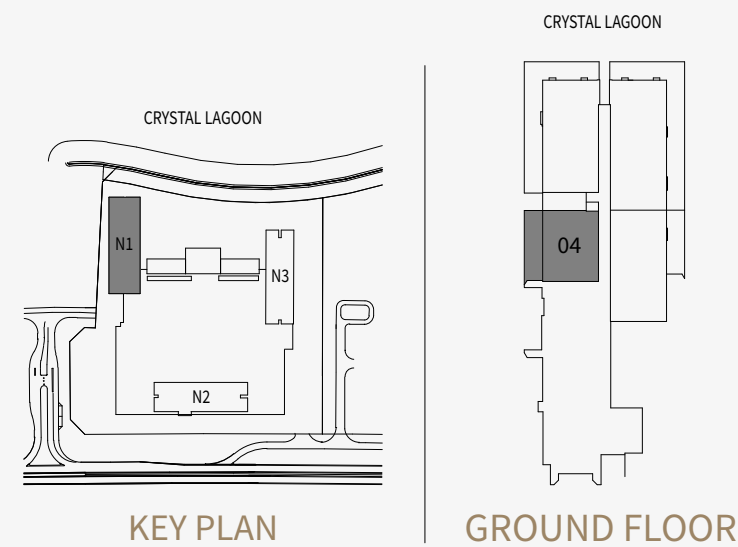 CRYSTAL LAGOON
N1
N3
N2
KEY PLAN
CRYSTAL LAGOON
04
GROUND FLOOR